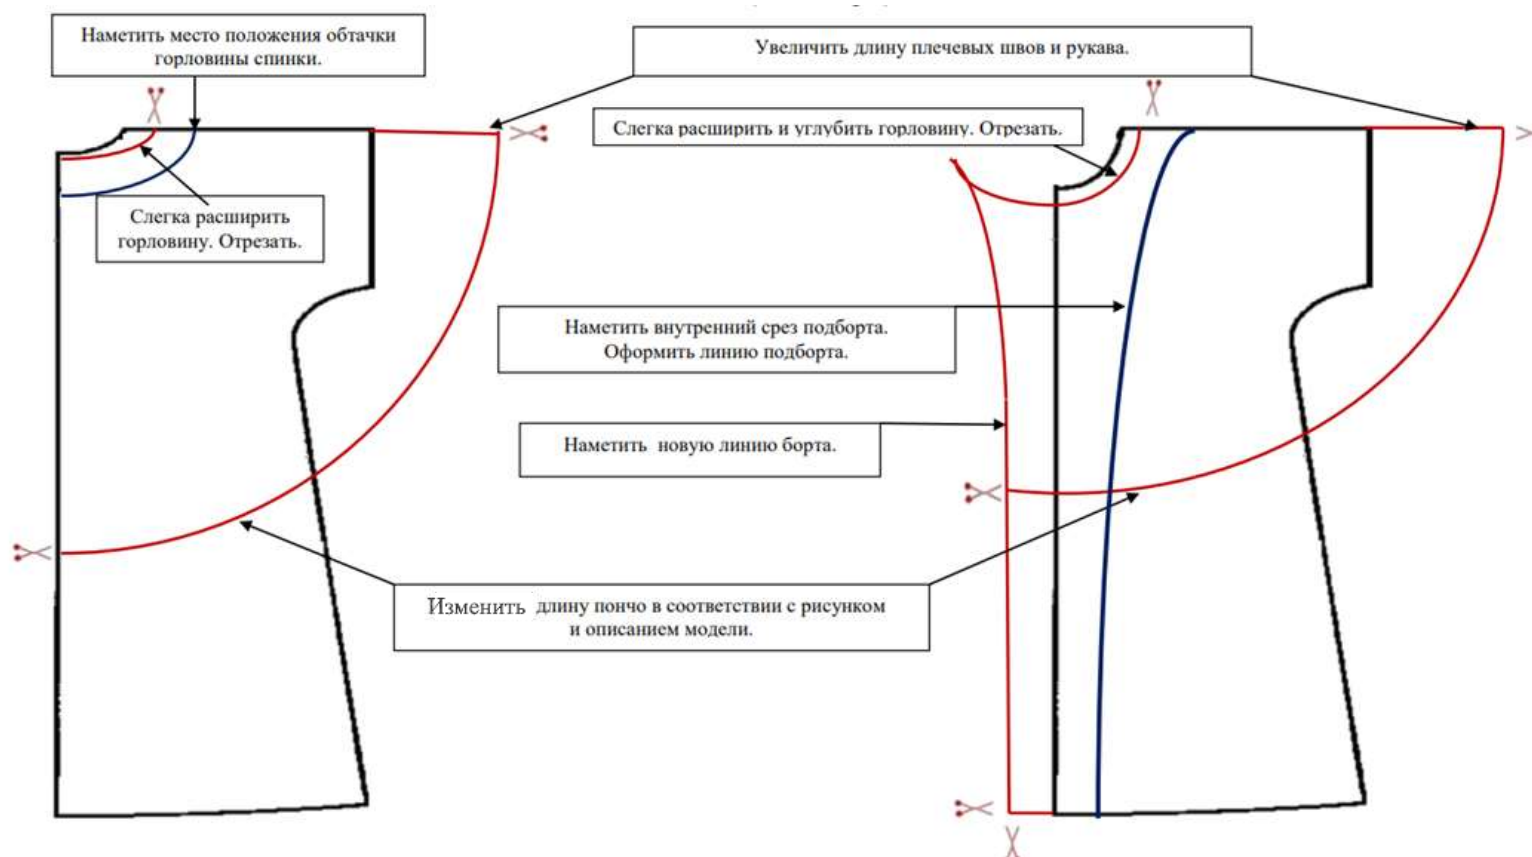 Наметить место положения обтачки
горловины спинки.
Увеличить длину плечевых швов и рукава.
Слегка расширить и углубить горловину. Отрезать.
Слегка расширить
горловину. Отрезать.
Наметить внутренний срез подборта.
Оформить линию подборта.
Наметить новую линию борта.
Изменить длину пончо в соответствии с рисунком
и описанием модели.